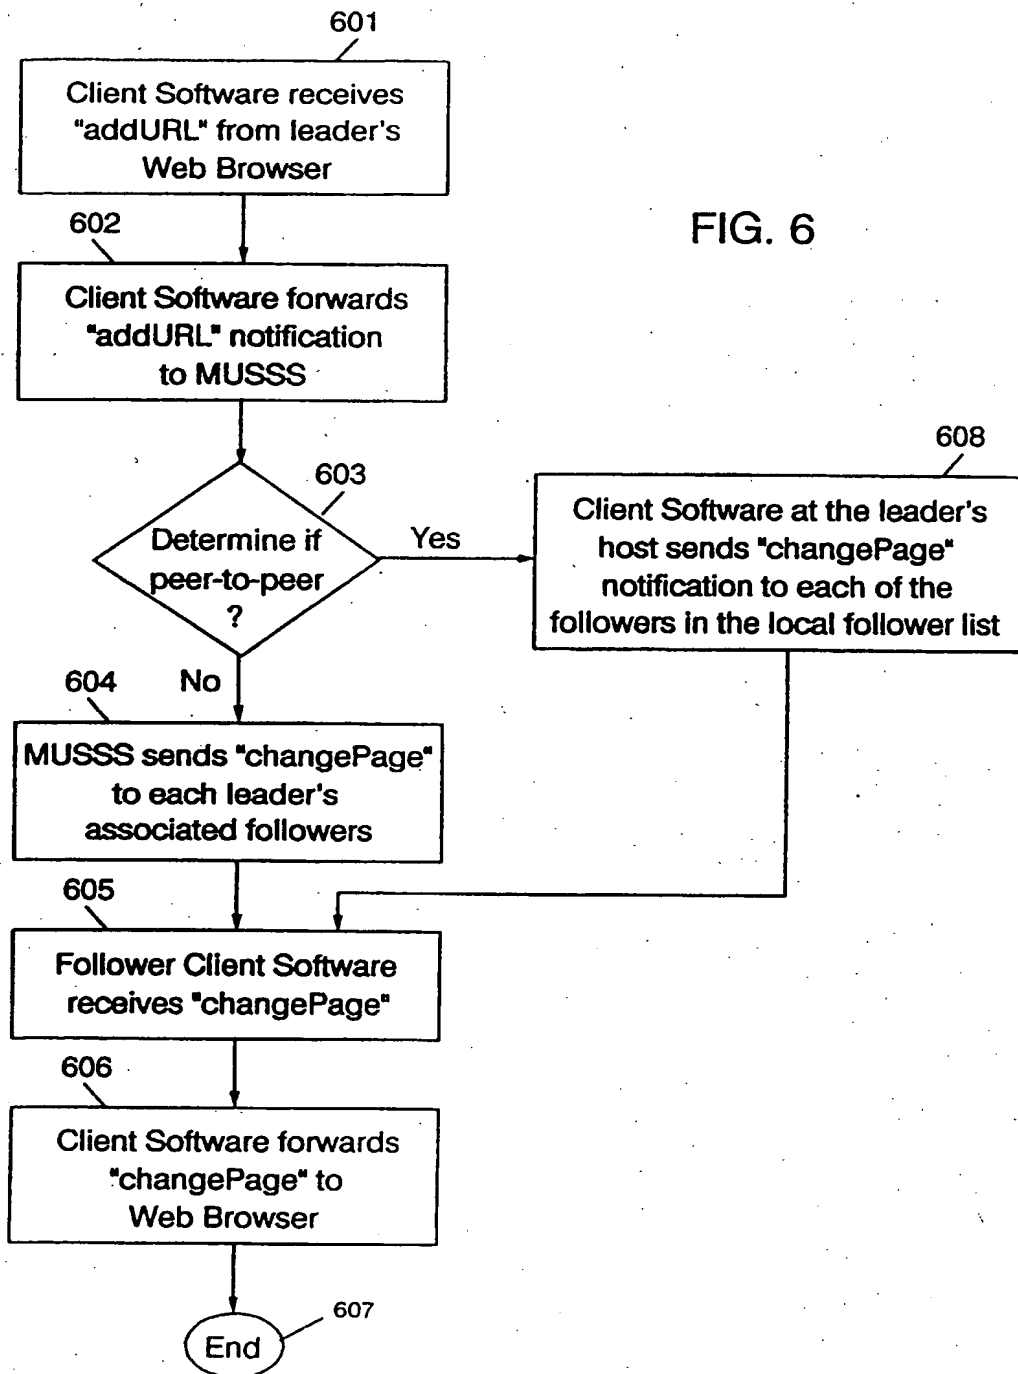 601
Client Software receives
"addURL" from leader's
Web Browser
602
FIG. 6
Client Software forwards
"addURL" notification
to MUSSS
603
Determine if
peer-to-peer
?
Yes
608
Client Software at the leader's
host sends "changePage"
notification to each of the
followers in the local follower list
No
604
MUSSS sends "changePage"
to each leader's
associated followers
605
Follower Client Software
receives "changePage"
606
Client Software forwards
"changePage" to
Web Browser
607
End